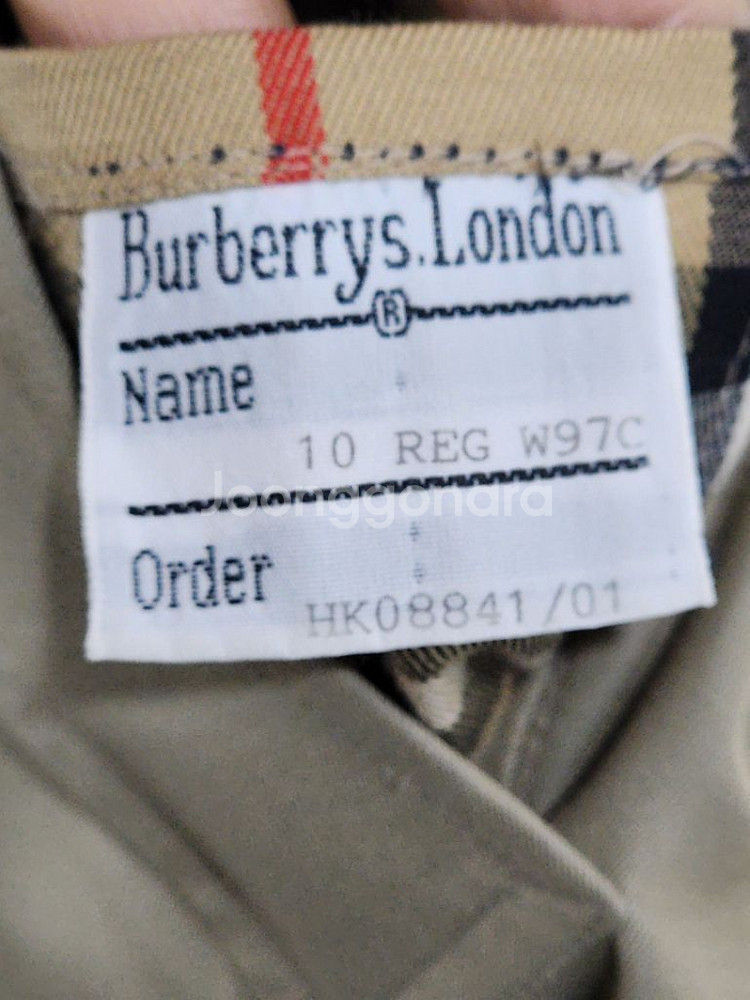 Burberrys.London
®
Name
10 REG W97C
Joonggonara
Order
HK08841/01